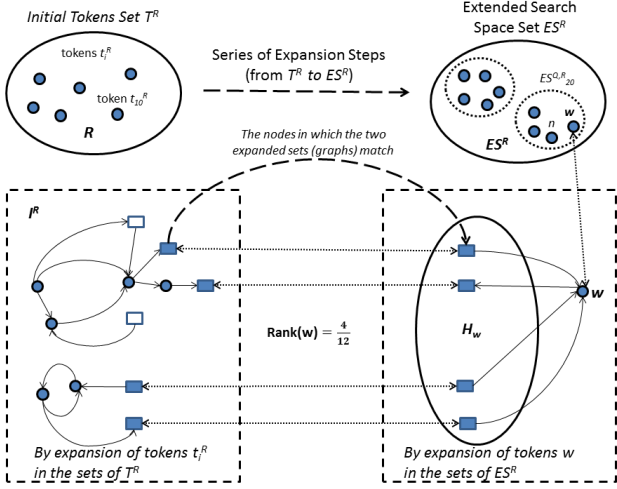 Initial Tokens Set T^R
tokens t_i^R
token t_10^R
R
Series of Expansion Steps
(from T^R to ES^R)
Extended Search
Space Set ES^R
ES^Q,R_20
w
n
ES^R
The nodes in which the two
expanded sets (graphs) match
I^R
Rank(w) = 4/12
H_w
w
By expansion of tokens t_i^R
in the sets of T^R
By expansion of tokens w
in the sets of ES^R